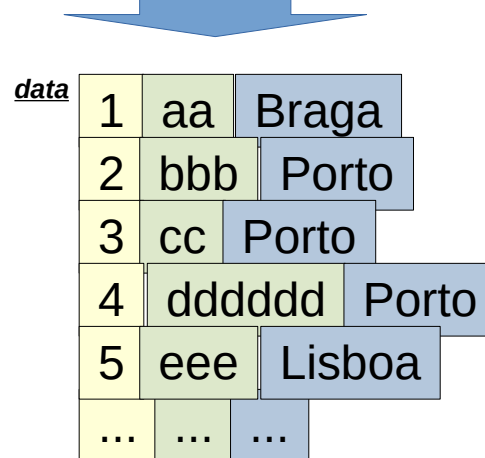 data
1 aa Braga
2 bbb Porto
3 cc Porto
4 dddddd Porto
5 eee Lisboa
... ... ...